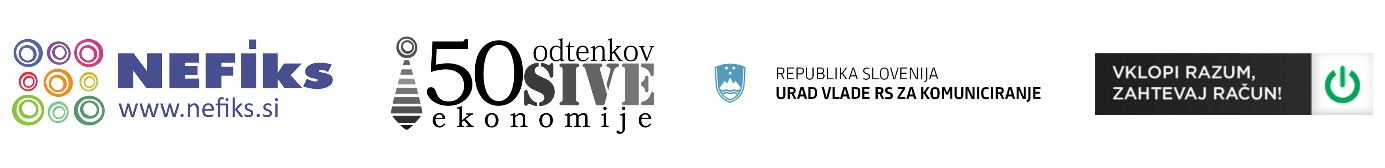 NEFiks
www.nefiks.si
50 odtenkov
SIVE
ekonomije
REPUBLIKA SLOVENIJA
URAD VLADE RS ZA KOMUNICIRANJE
VKLOPI RAZUM,
ZAHTEVAJ RAČUN!